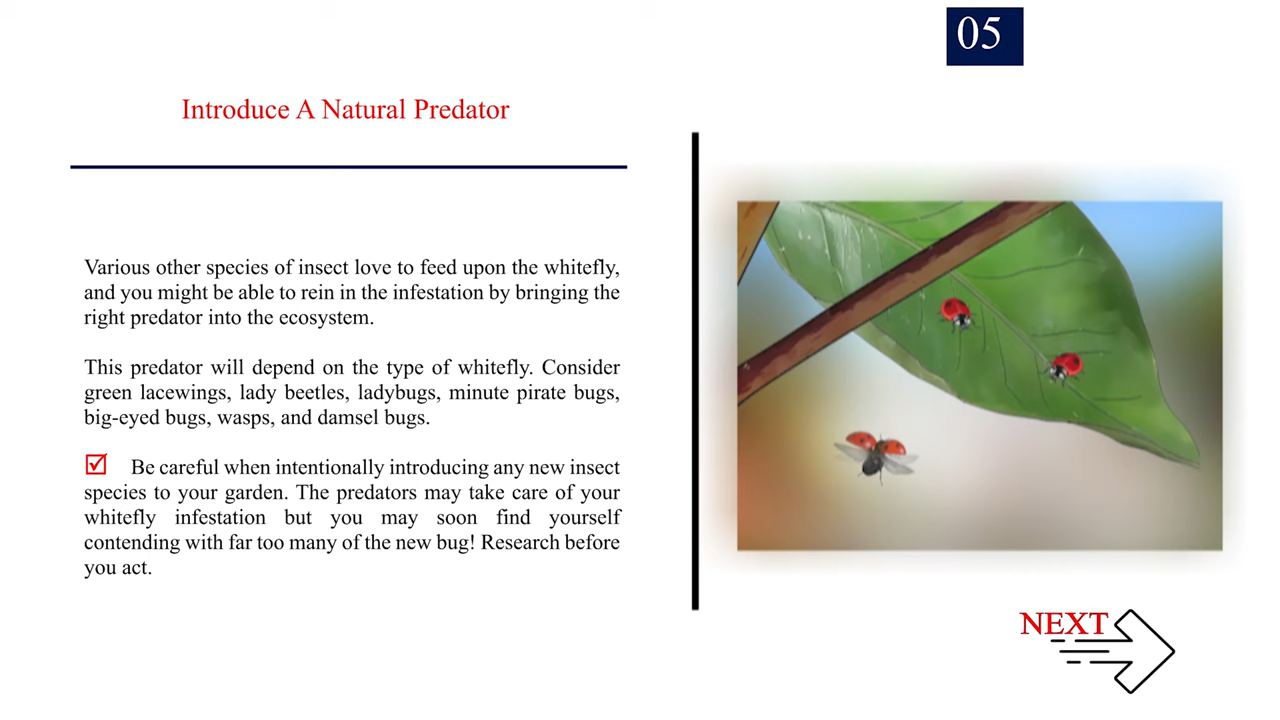 05
Introduce A Natural Predator
Various other species of insect love to feed upon the whitefly,
and you might be able to rein in the infestation by bringing the
right predator into the ecosystem.
This predator will depend on the type of whitefly. Consider
green lacewings, lady beetles, ladybugs, minute pirate bugs,
big-eyed bugs, wasps, and damsel bugs.
Be careful when intentionally introducing any new insect
species to your garden. The predators may take care of your
whitefly infestation but you may soon find yourself
contending with far too many of the new bug! Research before
you act.
NEXT